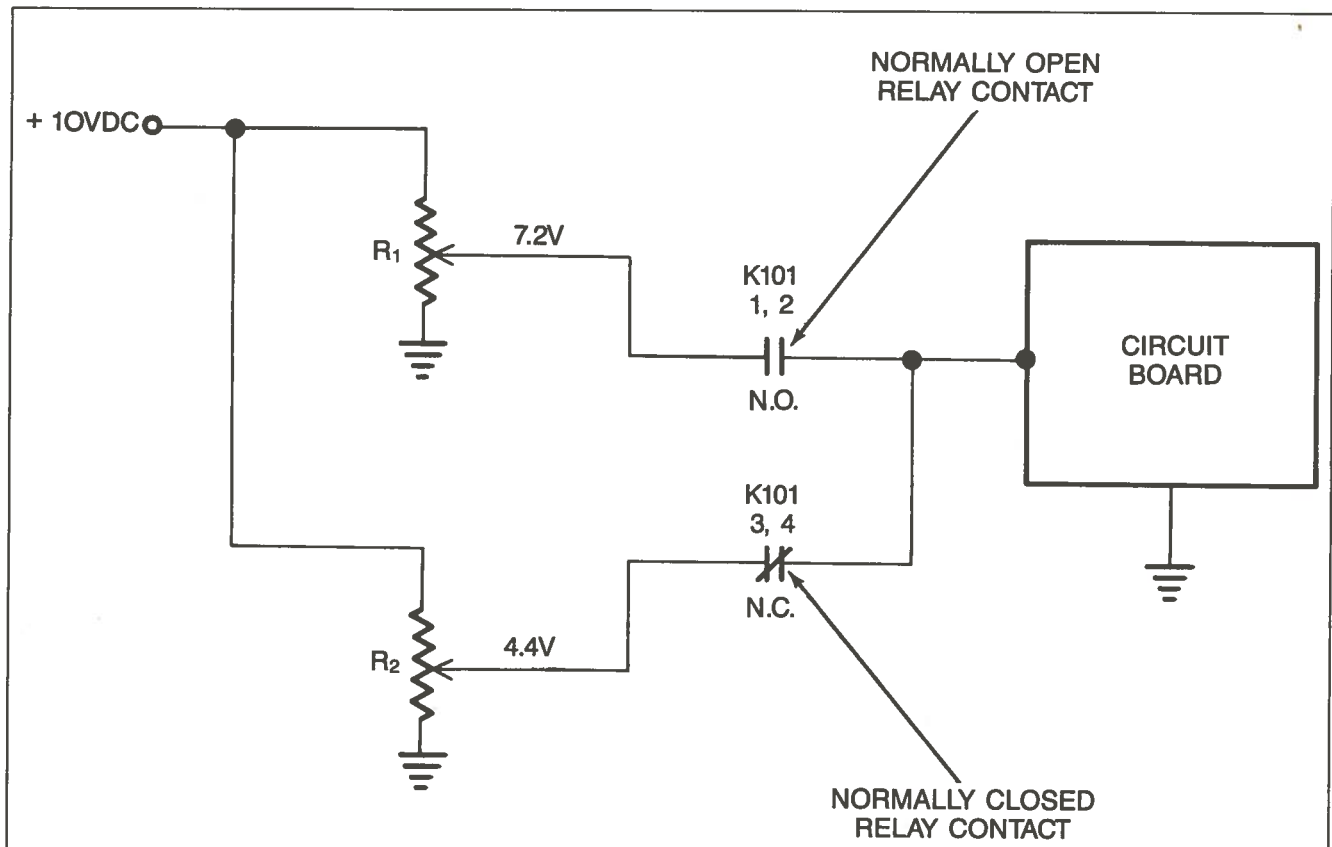 NORMALLY OPEN
RELAY CONTACT
+ 10VDC
R1
7.2V
K101
1, 2
N.O.
CIRCUIT
BOARD
K101
3, 4
N.C.
R2
4.4V
NORMALLY CLOSED
RELAY CONTACT